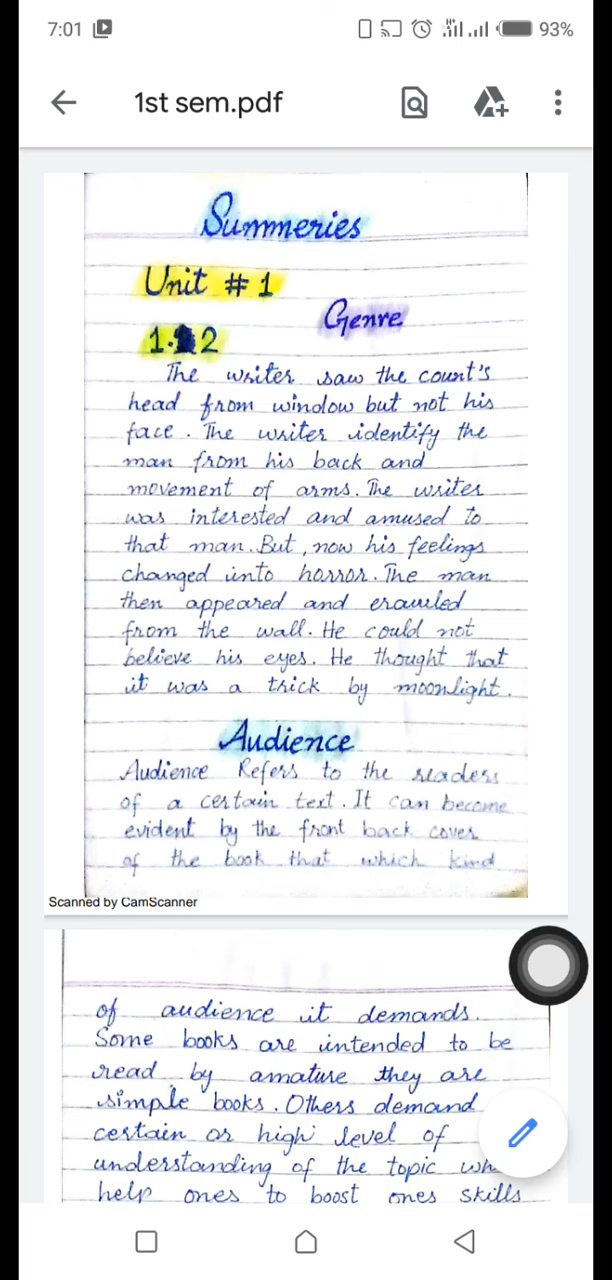 7:01
93%
1st sem.pdf
Summeries
Unit # 1
Genre
1. 2
The writer saw the count's
head from window but not his
face. The writer identify the
man from his back and
movement of arms. The writer
was interested and amused to
that man. But, now his feelings
changed into horror. The man
then appeared and crawled
from the wall. He could not
believe his eyes. He thought that
it was a trick by moonlight.
Audience
Audience Refers to the readers
of a certain text. It can become
evident by the front back cover
of the book that which kind
Scanned by CamScanner
of audience it demands.
Some books are intended to be
read by amature they are
simple books. Others demand
certain or high level of
understanding of the topic
help ones to boost ones skills